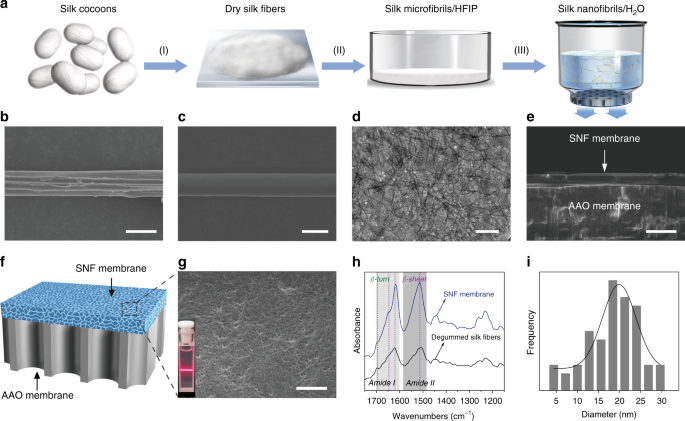 a
Silk cocoons
Dry silk fibers
Silk microfibrils/HFIP
Silk nanofibrils/H2O
(I)
(II)
(III)
b
c
d
e
SNF membrane
AAO membrane
f
SNF membrane
AAO membrane
g
h
β-turn
β-sheet
SNF membrane
Degummed silk fibers
Amide I
Amide II
Absorbance
1700
1600
1500
1400
1300
1200
Wavenumbers (cm−1)
i
Frequency
5
10
15
20
25
30
Diameter (nm)